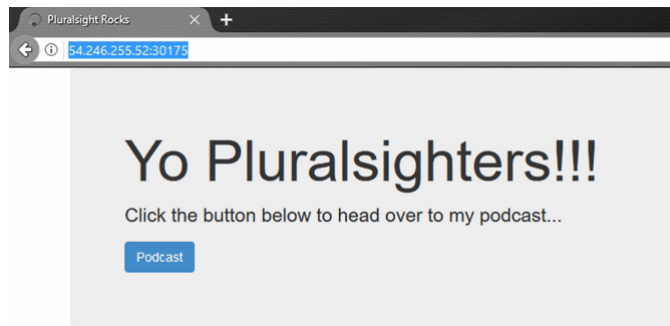 Pluralsight Rocks
54.246.255.52:30175
Yo Pluralsighters!!!
Click the button below to head over to my podcast...
Podcast